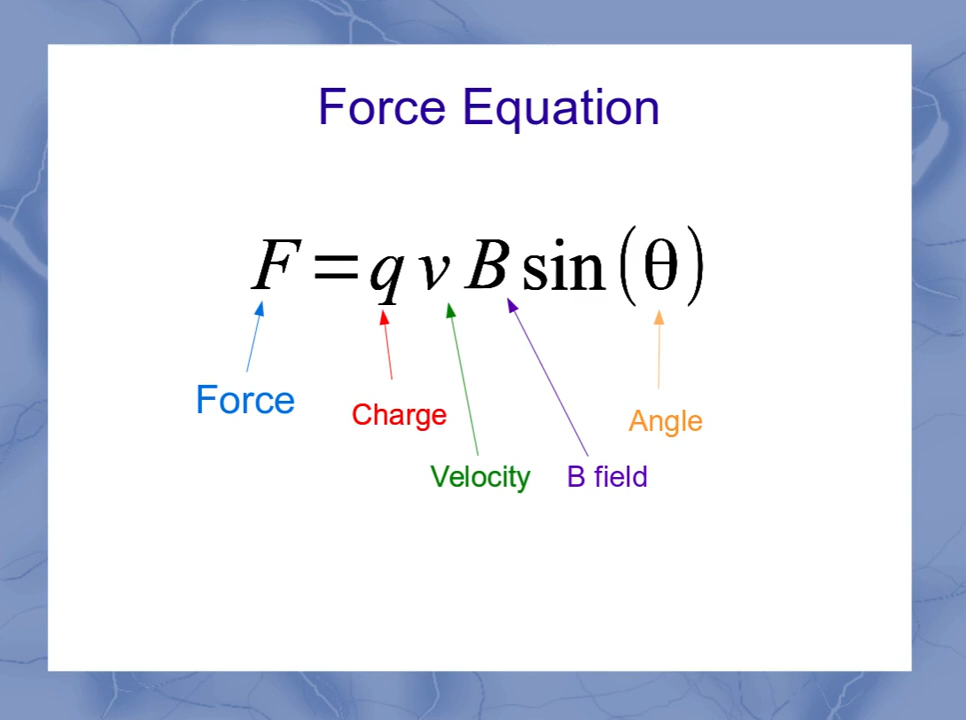 Force Equation
F = q v B sin(θ)
Force
Charge
Angle
Velocity
B field